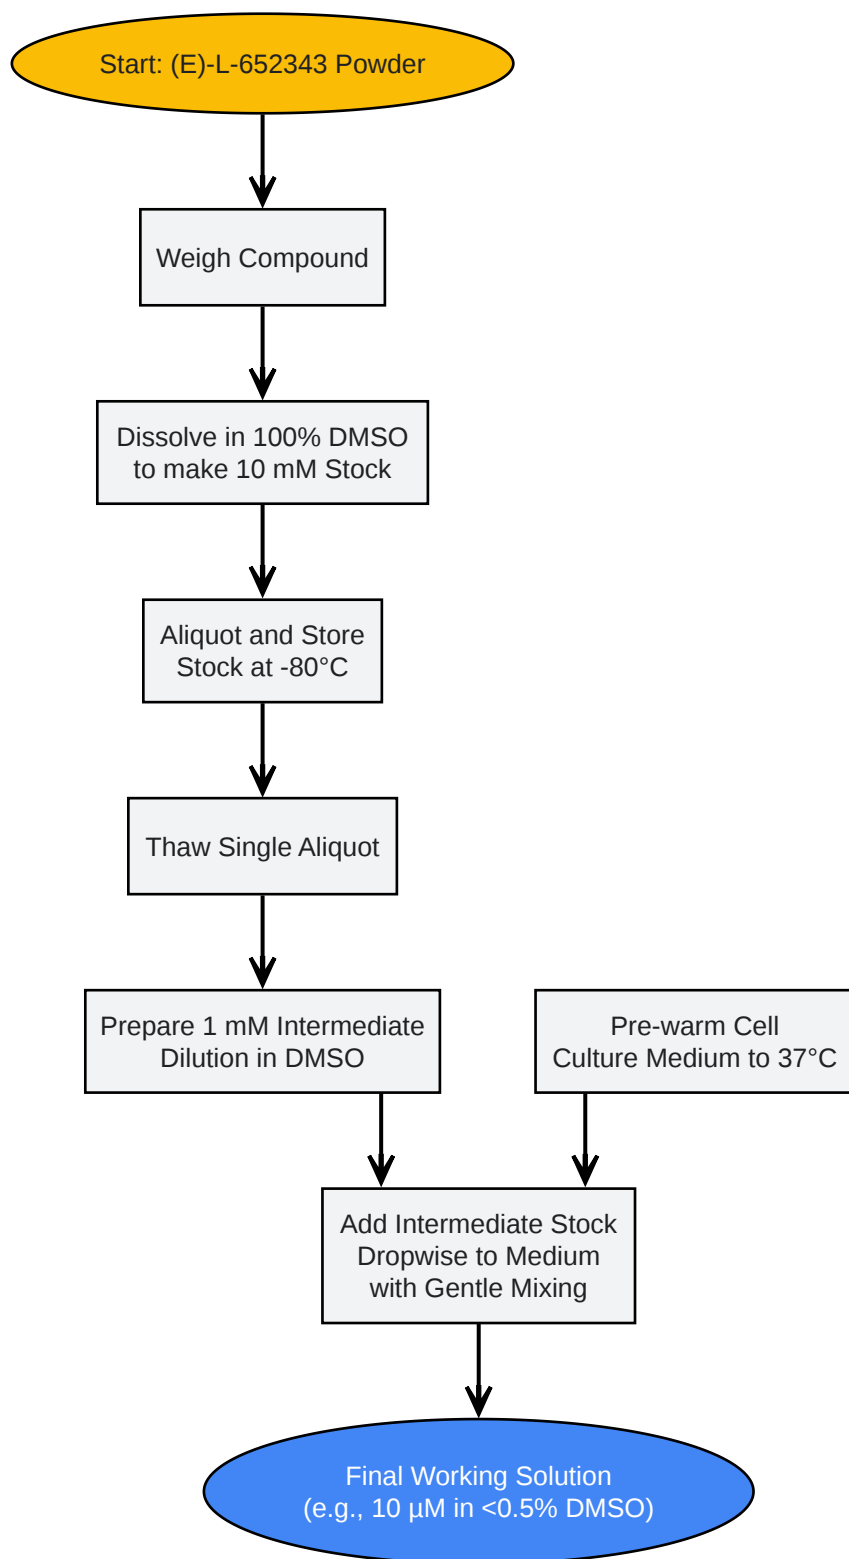 Start: (E)-L-652343 Powder
Weigh Compound
Dissolve in 100% DMSO
to make 10 mM Stock
Aliquot and Store
Stock at -80°C
Thaw Single Aliquot
Prepare 1 mM Intermediate
Dilution in DMSO
Pre-warm Cell
Culture Medium to 37°C
Add Intermediate Stock
Dropwise to Medium
with Gentle Mixing
Final Working Solution
(e.g., 10 µM in <0.5% DMSO)